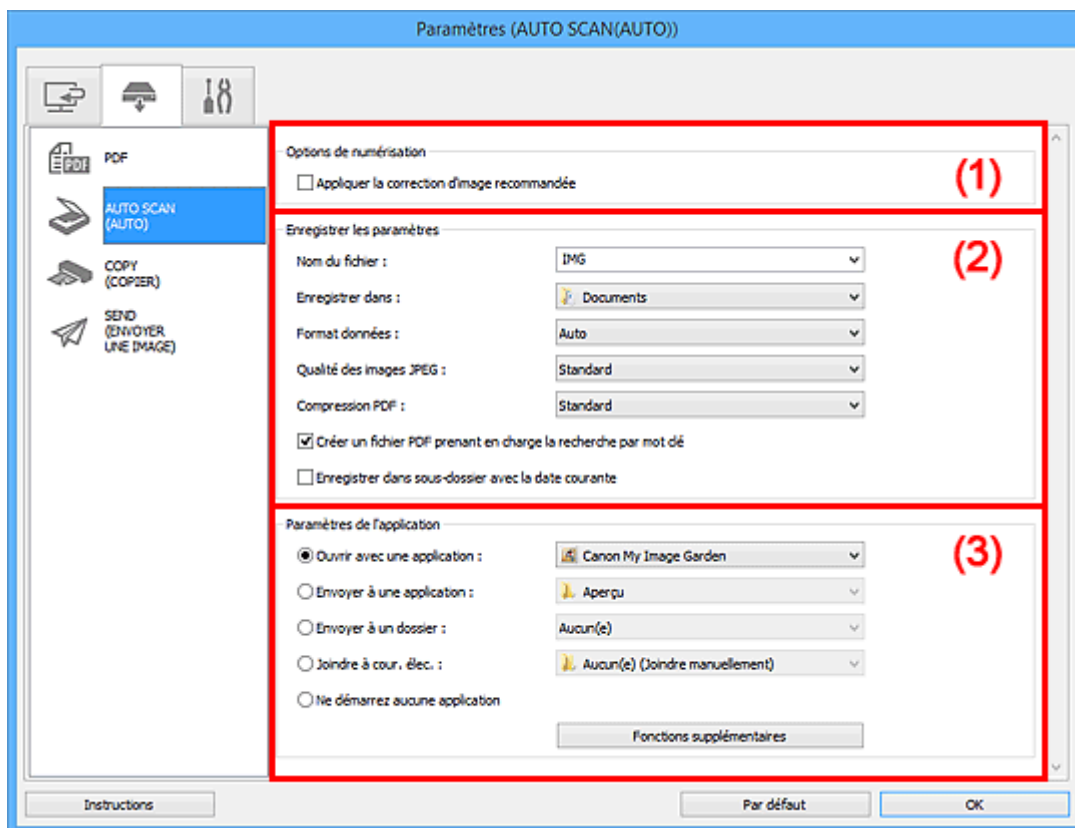 Paramètres (AUTO SCAN(AUTO))
PDF
PDF
AUTO SCAN
(AUTO)
COPY
(COPIER)
SEND
(ENVOYER
UNE IMAGE)
Options de numérisation
Appliquer la correction d'image recommandée
(1)
Enregistrer les paramètres
(2)
Nom du fichier : IMG
Enregistrer dans : Documents
Format données : Auto
Qualité des images JPEG : Standard
Compression PDF : Standard
Créer un fichier PDF prenant en charge la recherche par mot clé
Enregistrer dans sous-dossier avec la date courante
Paramètres de l'application
(3)
Ouvrir avec une application : Canon My Image Garden
Envoyer à une application : Aperçu
Envoyer à un dossier : Aucun(e)
Joindre à cour. élec. : Aucun(e) (Joindre manuellement)
Ne démarrez aucune application
Fonctions supplémentaires
Instructions
Par défaut
OK